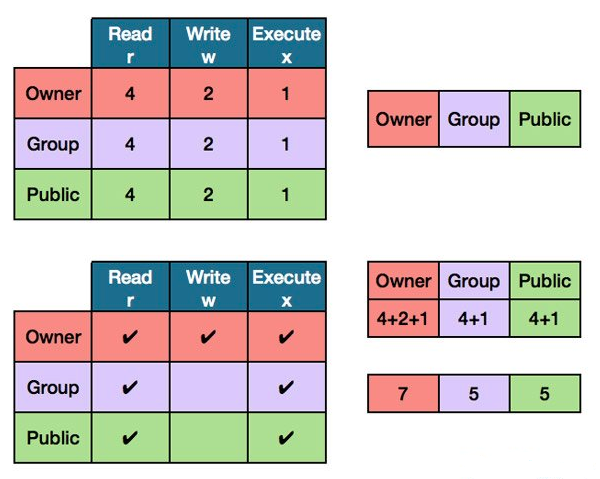 Read Write Execute
r w x
Owner 4 2 1
Group 4 2 1
Public 4 2 1
Owner Group Public
Read Write Execute
r w x
Owner ✔ ✔ ✔
Group ✔ ✔
Public ✔ ✔
Owner Group Public
4+2+1 4+1 4+1
7 5 5